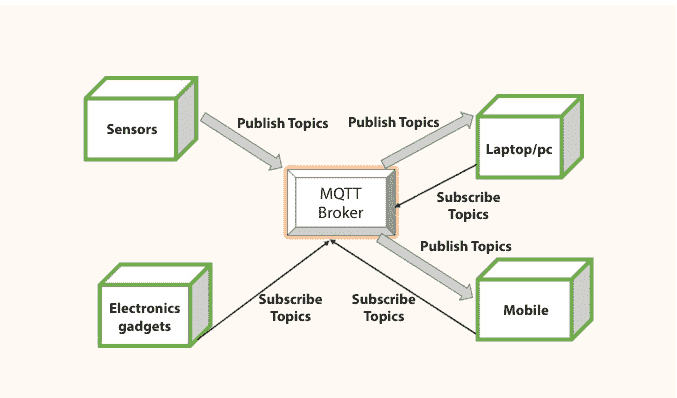 Sensors
Publish Topics
Publish Topics
Laptop/pc
MQTT
Broker
Subscribe
Topics
Publish Topics
Electronics
gadgets
Subscribe
Topics
Subscribe
Topics
Mobile